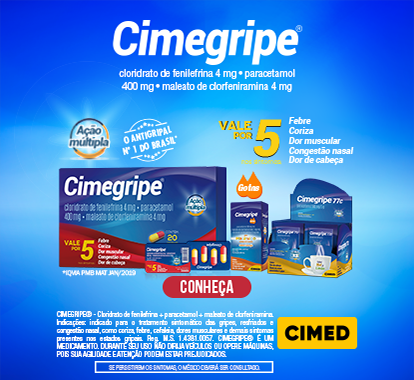 Cimegripe®
cloridrato de fenilefrina 4 mg • paracetamol
400 mg • maleato de clorfeniramina 4 mg
Ação
múltipla
O ANTIGRIPAL
Nº 1 DO BRASIL*
VALE
POR
5
Febre
Coriza
Dor muscular
Congestão nasal
Dor de cabeça
Cimegripe®
cloridrato de fenilefrina 4 mg • paracetamol
400 mg • maleato de clorfeniramina 4 mg
Ação
múltipla
VALE
POR
5
Febre
Coriza
Dor muscular
Congestão nasal
Dor de cabeça
20
Gotas
Cimegripe
Cimegripe 77C
*IQVIA PMB MAT JAN/2019
CONHEÇA
CIMEGRIPE® - Cloridrato de fenilefrina + paracetamol + maleato de clorfeniramina.
Indicações: indicado para o tratamento sintomático das gripes, resfriados e
congestão nasal, como coriza, febre, cefaleia, dores musculares e demais sintomas
presentes nos estados gripais. Reg. M.S. 1.4381.0057. CIMEGRIPE® É UM
MEDICAMENTO. DURANTE SEU USO NÃO DIRIJA VEÍCULOS OU OPERE MÁQUINAS,
POIS SUA AGILIDADE E ATENÇÃO PODEM ESTAR PREJUDICADOS.
CIMED
SE PERSISTIREM OS SINTOMAS, O MÉDICO DEVERÁ SER CONSULTADO.